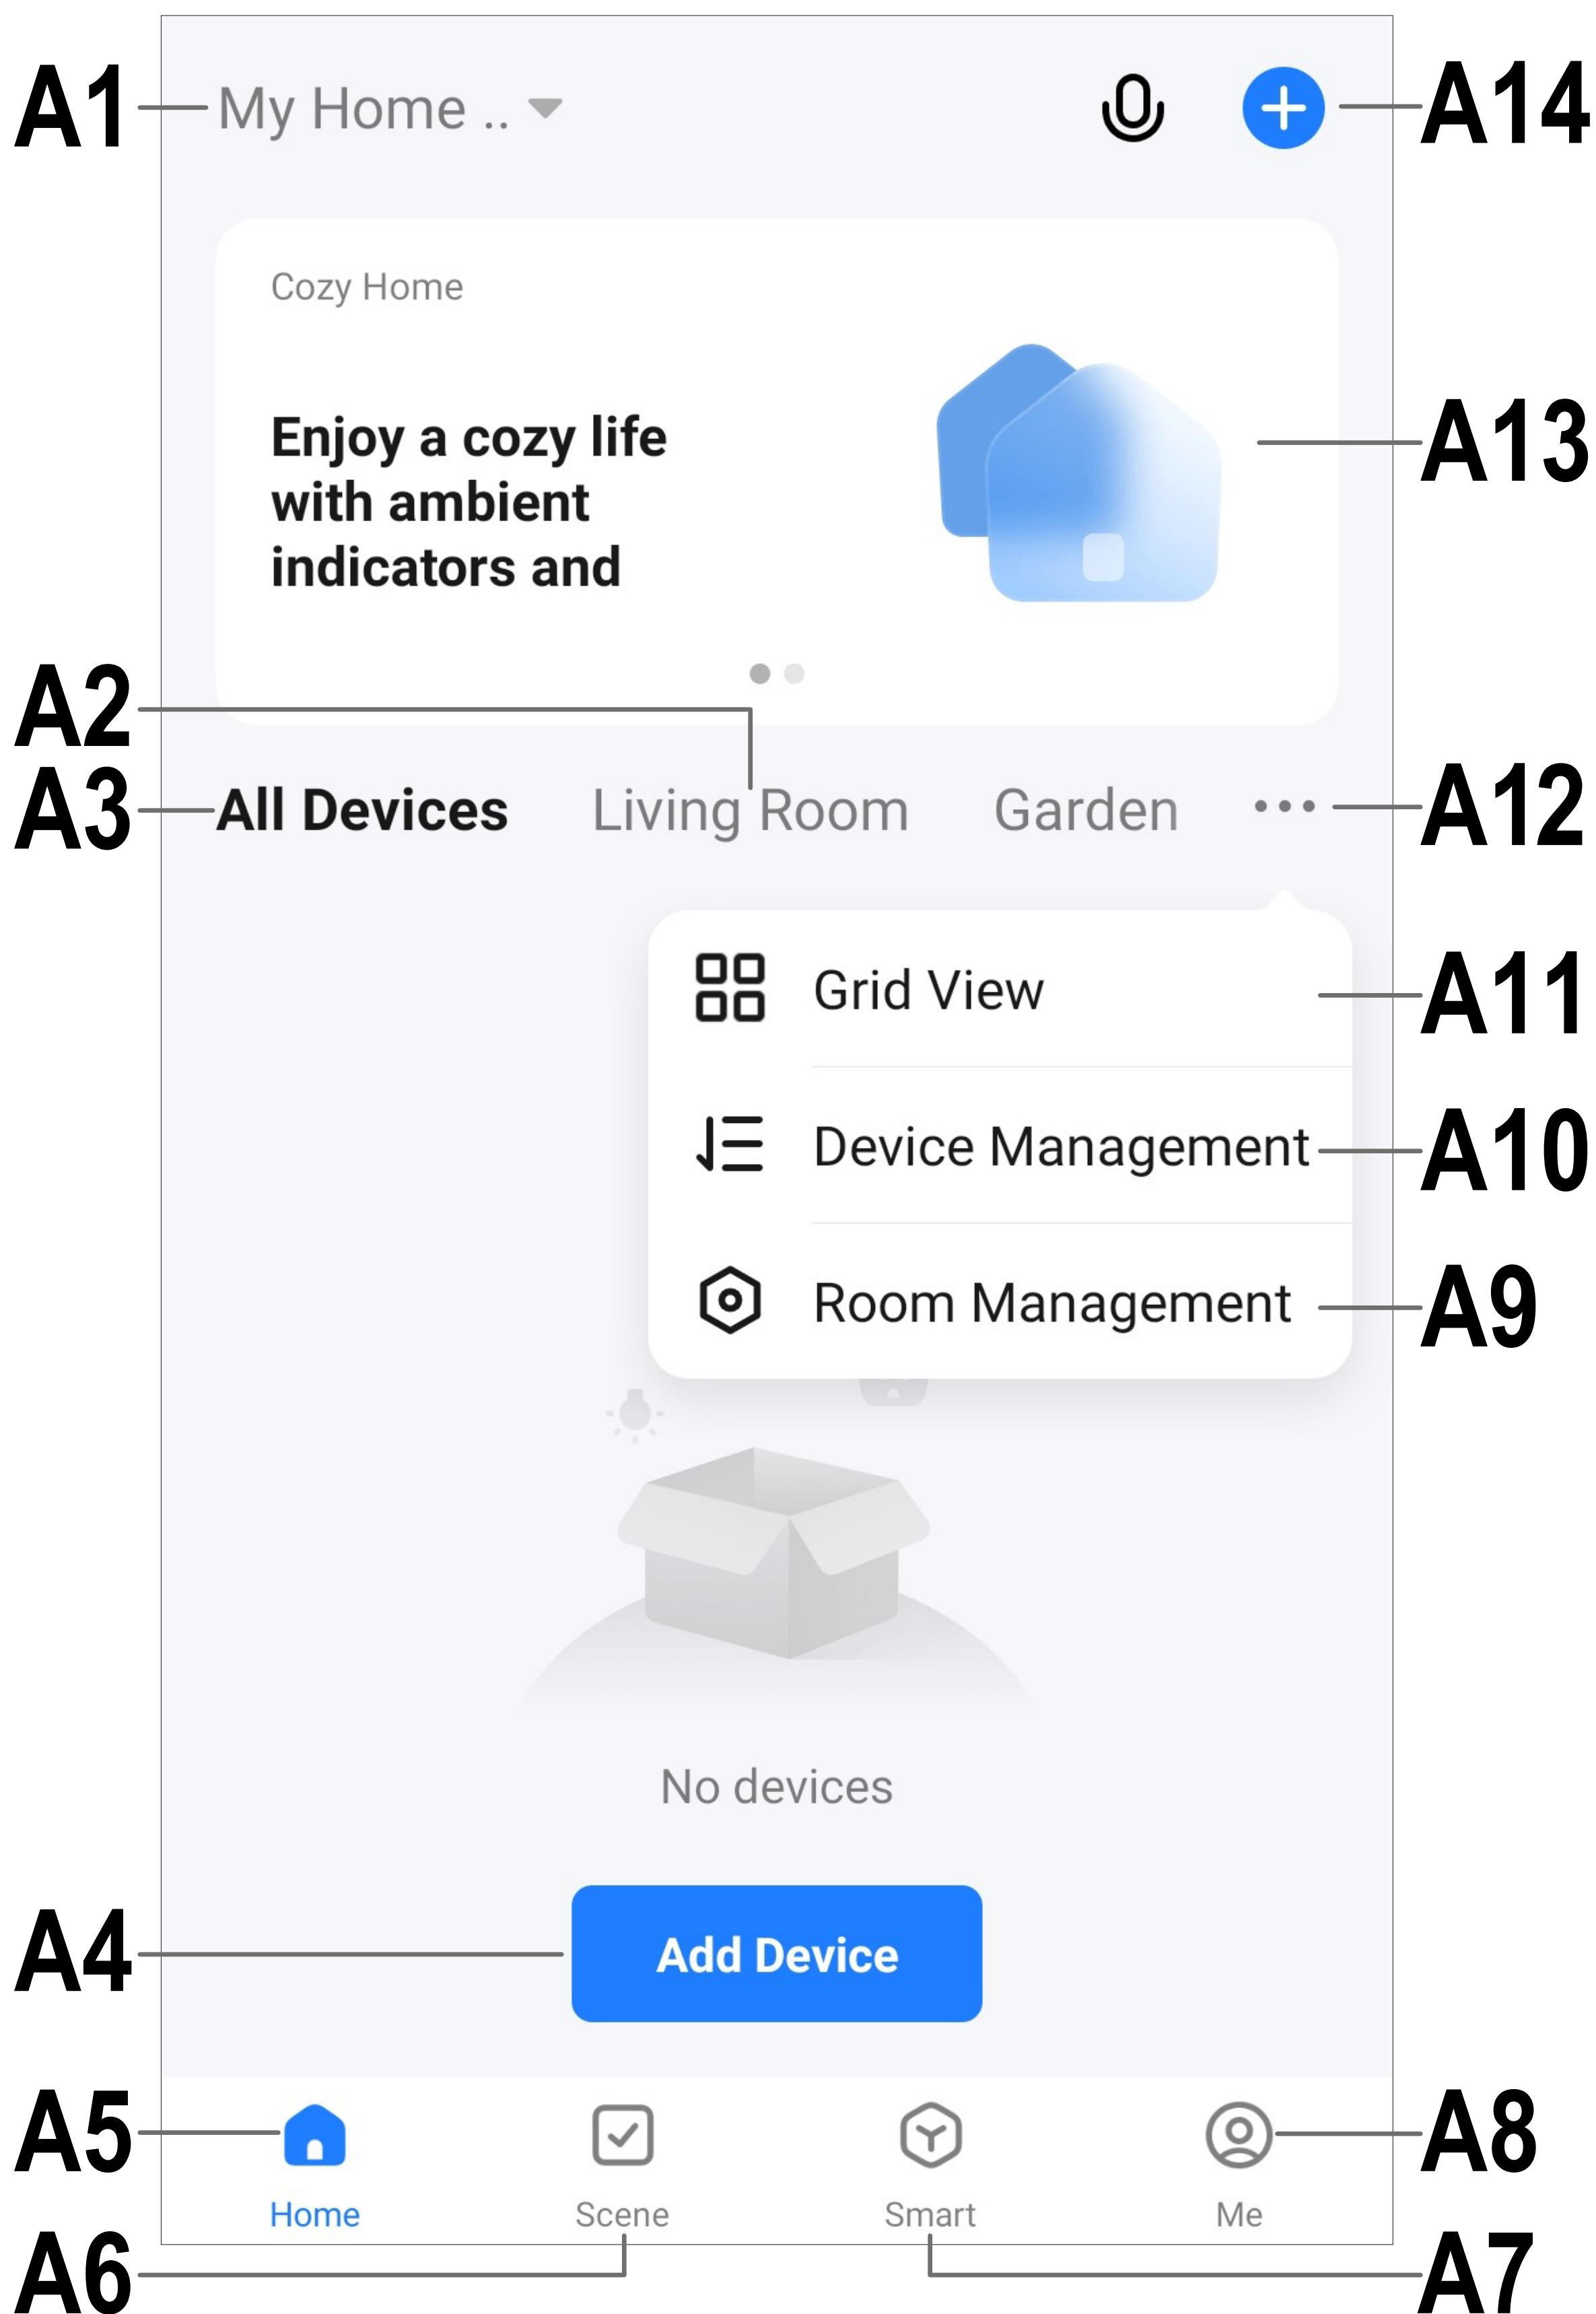 A1
My Home ..
A14
Cozy Home
Enjoy a cozy life
with ambient
indicators and
A13
A2
A3
All Devices
Living Room
Garden
A12
Grid View
A11
Device Management
A10
Room Management
A9
No devices
A4
Add Device
A5
A8
Home
Scene
Smart
Me
A6
A7